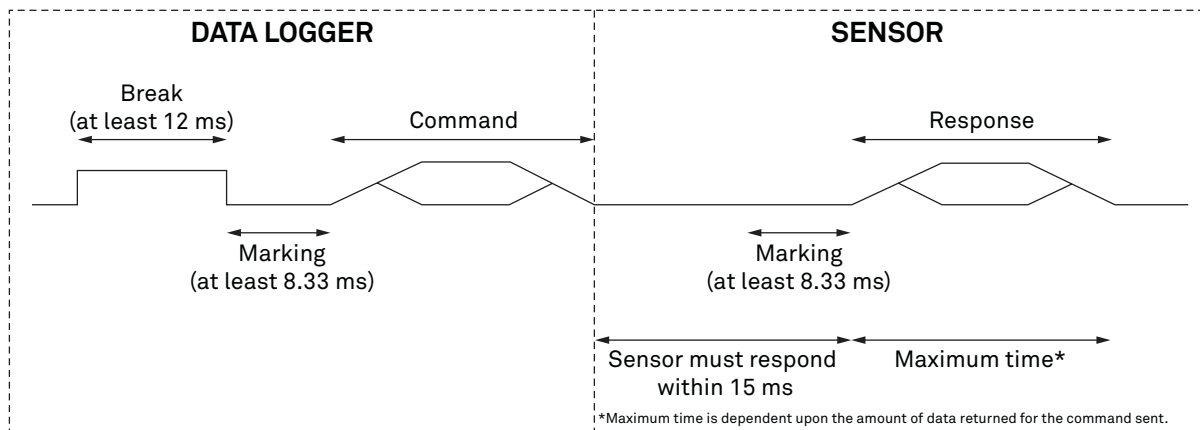 DATA LOGGER
SENSOR
Break
(at least 12 ms)
Command
Response
Marking
(at least 8.33 ms)
Marking
(at least 8.33 ms)
Sensor must respond
within 15 ms
Maximum time*
*Maximum time is dependent upon the amount of data returned for the command sent.